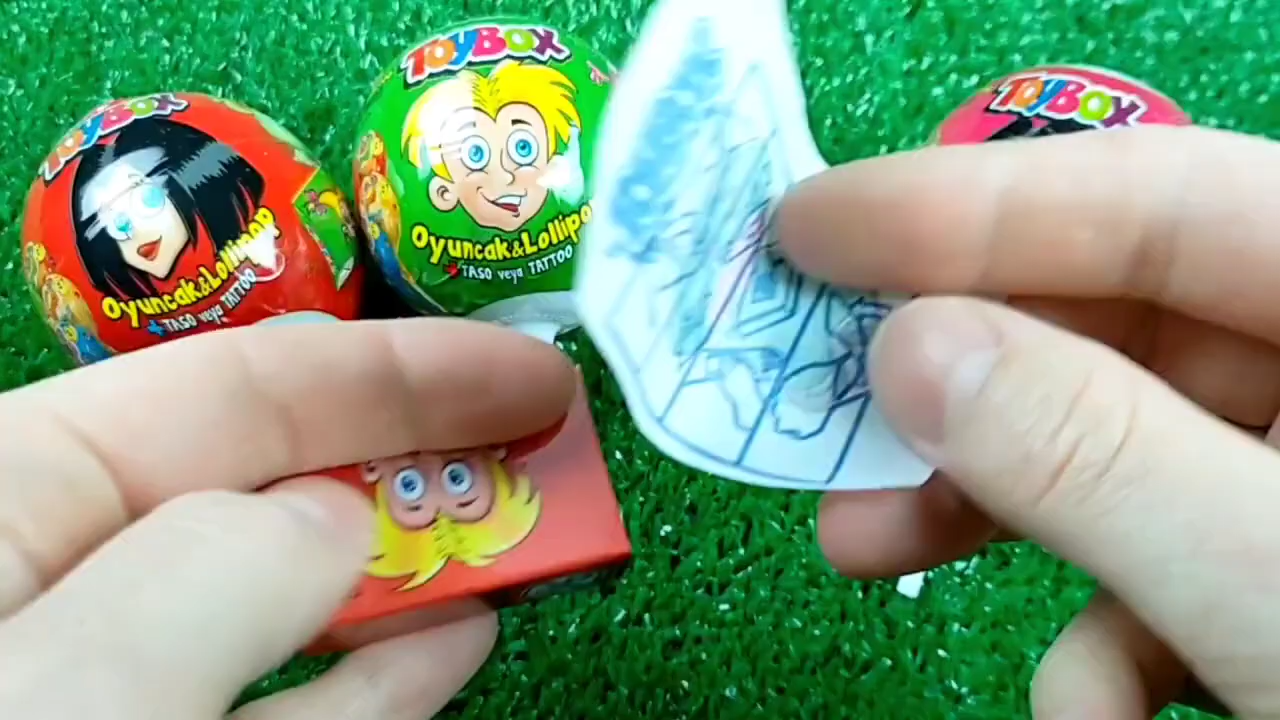 TOYBOX
Oyuncak&Lollipop
+ TASO veya TATTOO
TOYBOX
Oyuncak&Lollipo
+ TASO veya TATTOO
TOYBOX